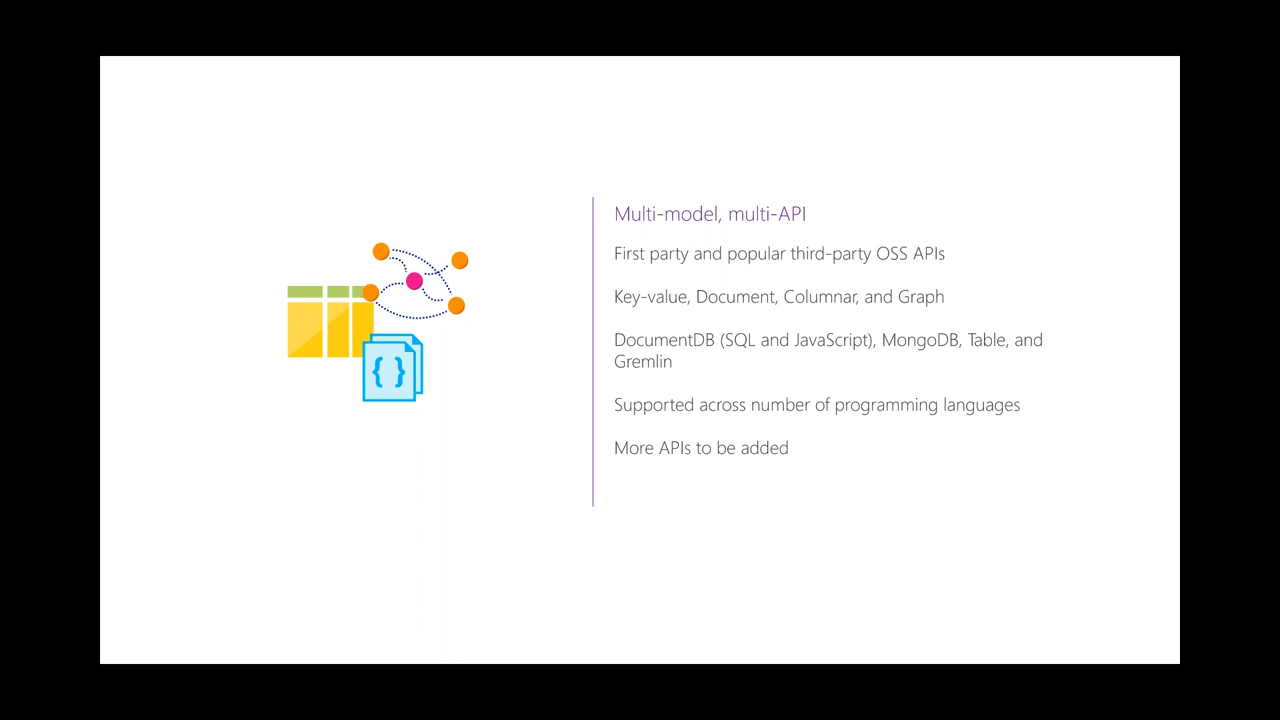 Multi-model, multi-API
First party and popular third-party OSS APIs
Key-value, Document, Columnar, and Graph
DocumentDB (SQL and JavaScript), MongoDB, Table, and
Gremlin
Supported across number of programming languages
More APIs to be added
{ }